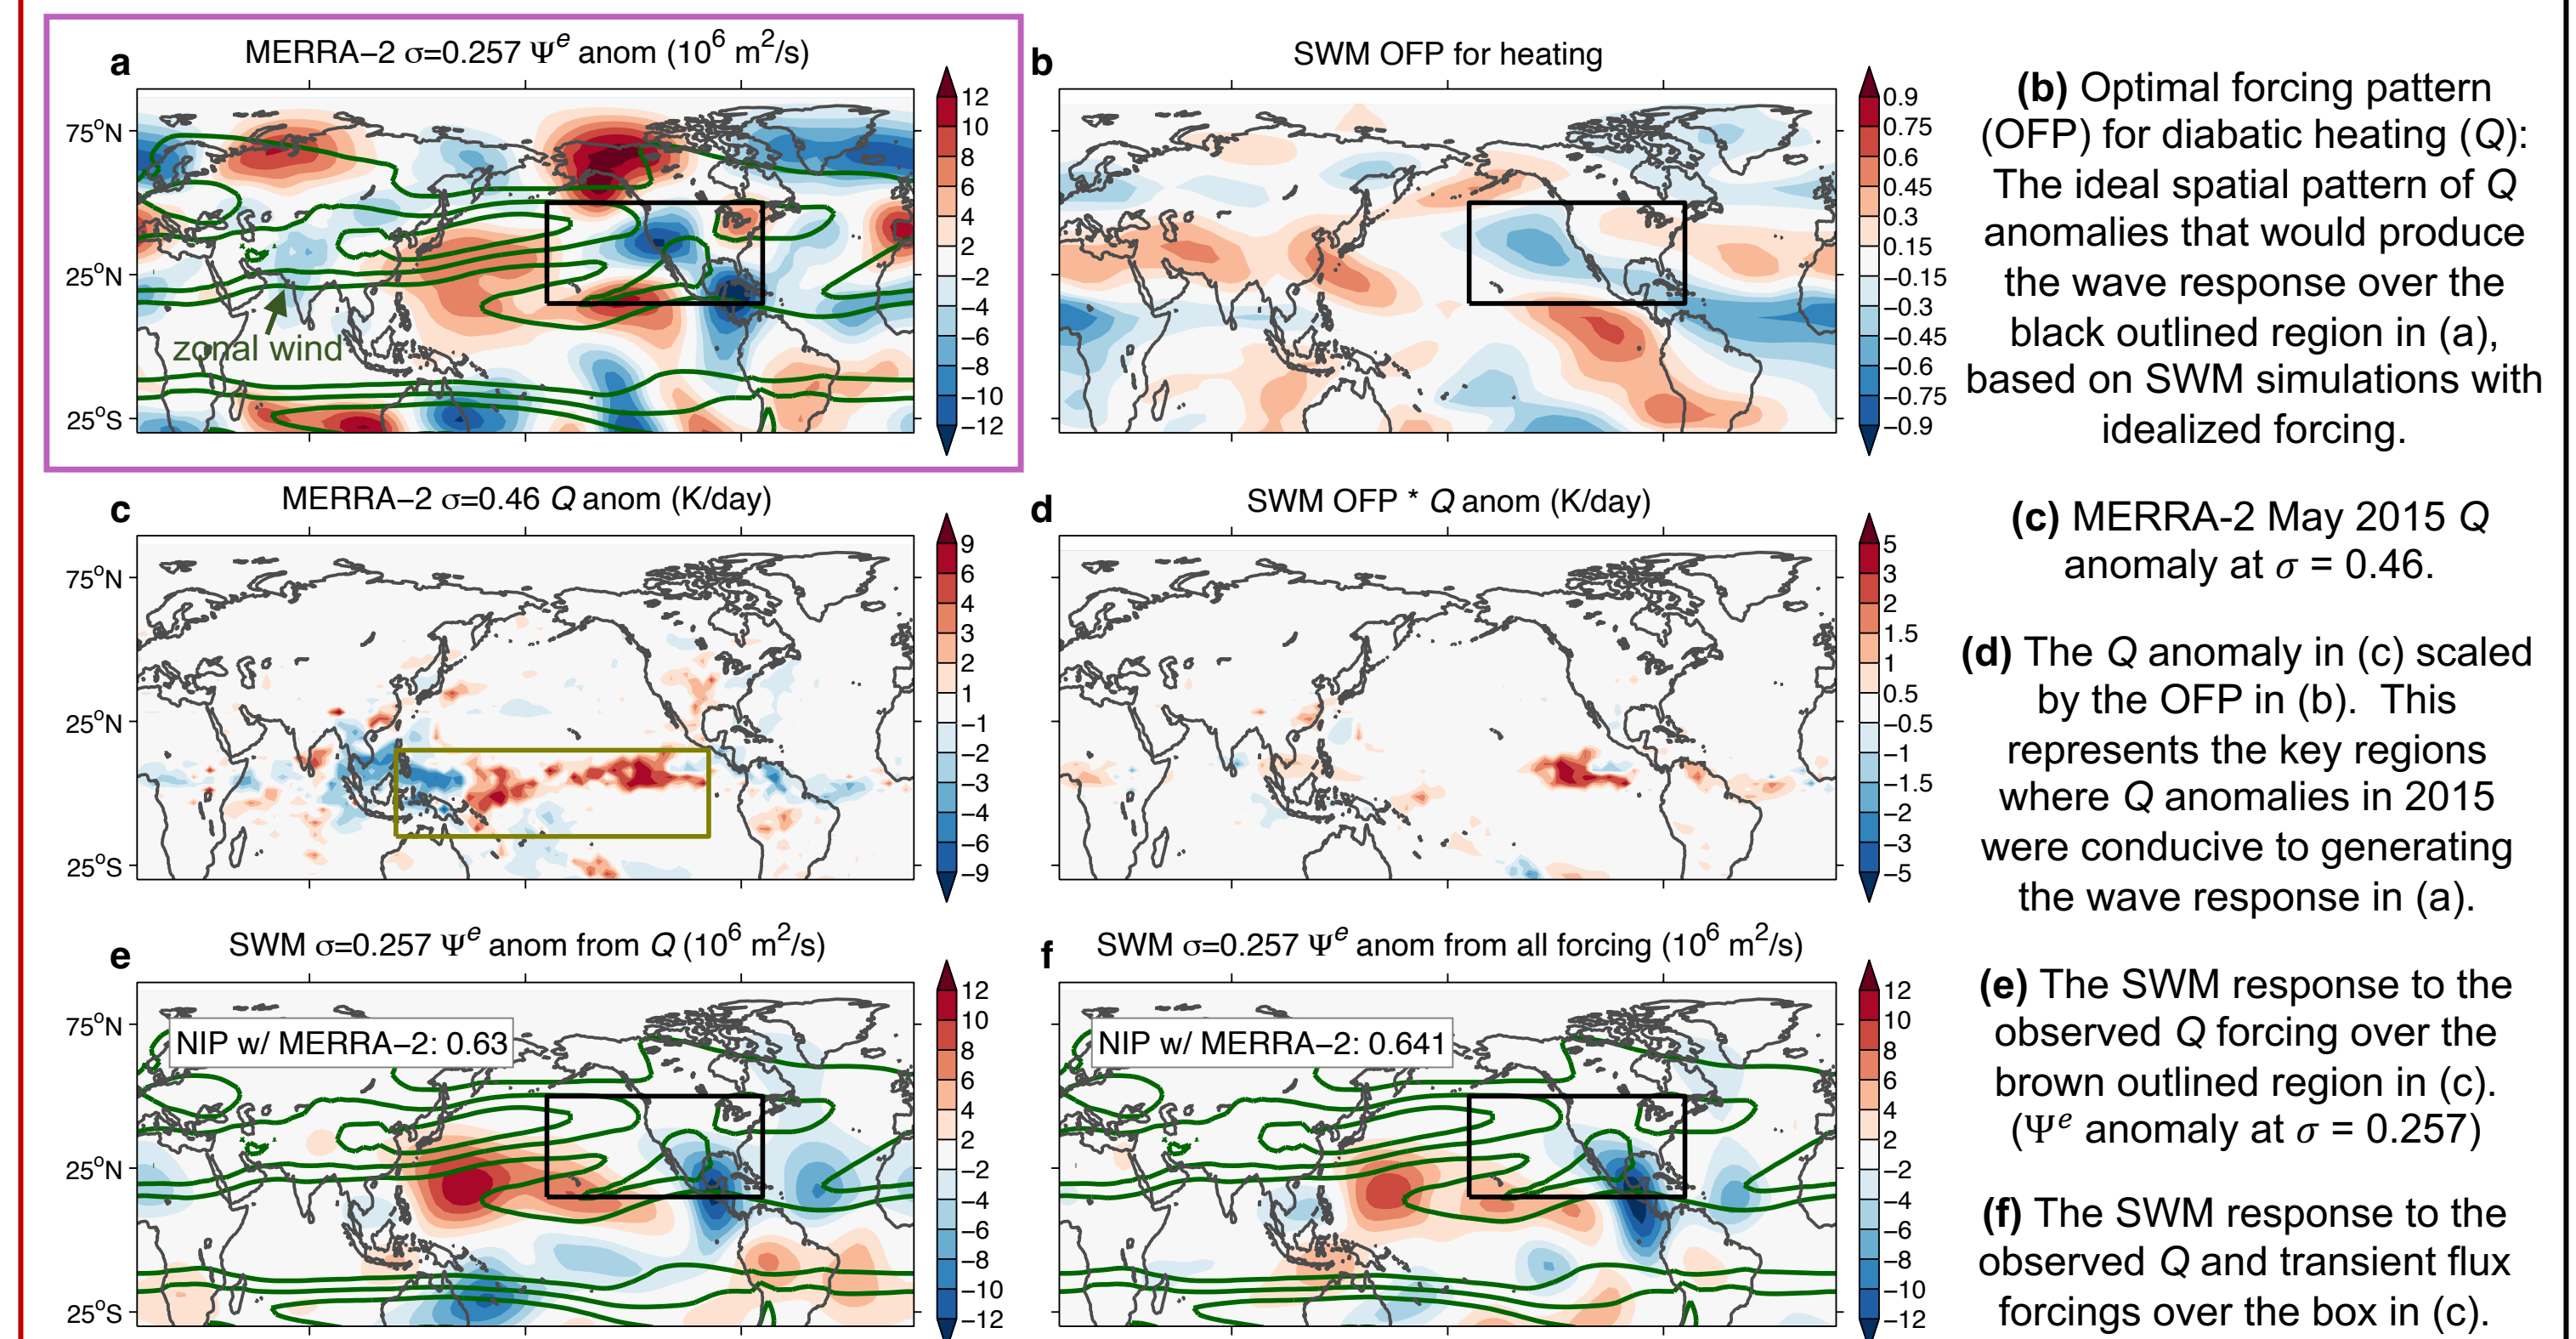 a
MERRA−2 σ=0.257 Ψᵉ anom (10⁶ m²/s)
75°N
25°N
25°S
zonal wind
12
10
8
6
4
2
−2
−4
−6
−8
−10
−12
b
SWM OFP for heating
0.9
0.75
0.6
0.45
0.3
0.15
−0.15
−0.3
−0.45
−0.6
−0.75
−0.9
(b) Optimal forcing pattern
(OFP) for diabatic heating (Q):
The ideal spatial pattern of Q
anomalies that would produce
the wave response over the
black outlined region in (a),
based on SWM simulations with
idealized forcing.
c
MERRA−2 σ=0.46 Q anom (K/day)
75°N
25°N
25°S
9
6
4
3
2
1
−1
−2
−3
−4
−6
−9
d
SWM OFP * Q anom (K/day)
5
3
2
1.5
1
0.5
−0.5
−1
−1.5
−2
−3
−5
(c) MERRA-2 May 2015 Q
anomaly at σ = 0.46.
(d) The Q anomaly in (c) scaled
by the OFP in (b). This
represents the key regions
where Q anomalies in 2015
were conducive to generating
the wave response in (a).
e
SWM σ=0.257 Ψᵉ anom from Q (10⁶ m²/s)
75°N
25°N
25°S
NIP w/ MERRA−2: 0.63
12
10
8
6
4
2
−2
−4
−6
−8
−10
−12
f
SWM σ=0.257 Ψᵉ anom from all forcing (10⁶ m²/s)
NIP w/ MERRA−2: 0.641
12
10
8
6
4
2
−2
−4
−6
−8
−10
−12
(e) The SWM response to the
observed Q forcing over the
brown outlined region in (c).
(Ψᵉ anomaly at σ = 0.257)
(f) The SWM response to the
observed Q and transient flux
forcings over the box in (c).